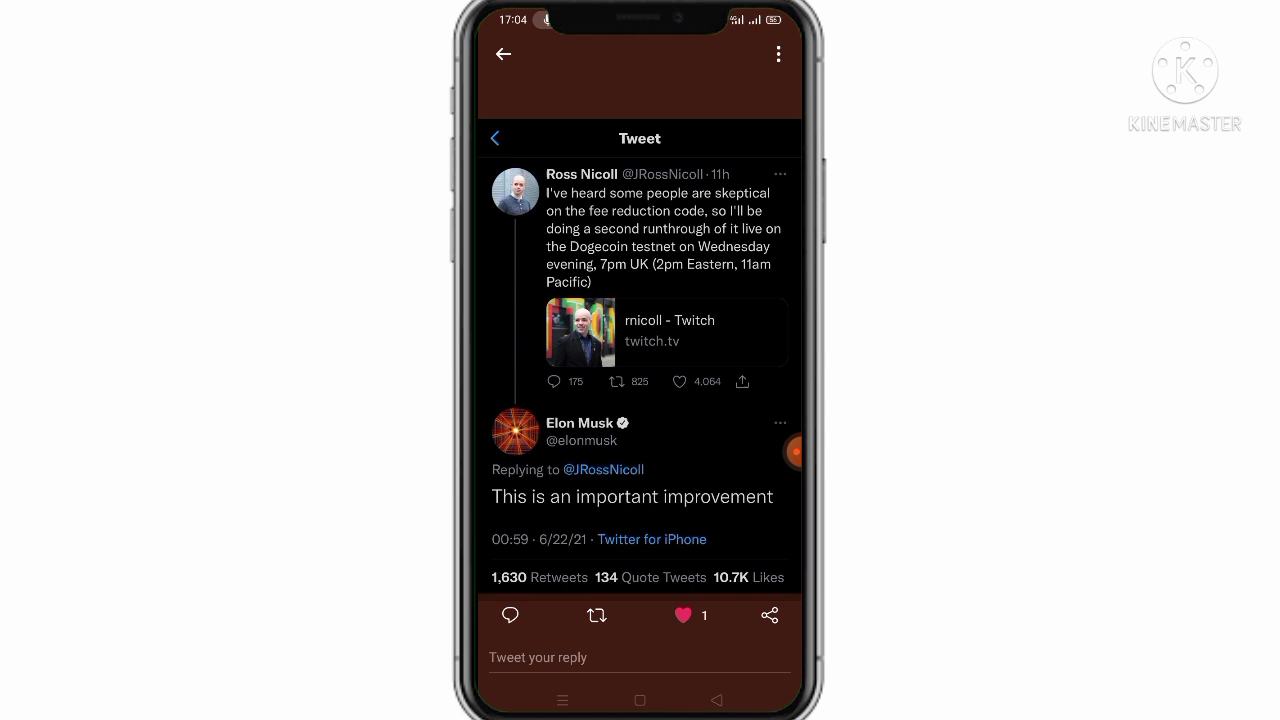 17:04
55
KINEMASTER
Tweet
Ross Nicoll @JRossNicoll · 11h
I've heard some people are skeptical
on the fee reduction code, so I'll be
doing a second runthrough of it live on
the Dogecoin testnet on Wednesday
evening, 7pm UK (2pm Eastern, 11am
Pacific)
rnicoll - Twitch
twitch.tv
175 825 4,064
Elon Musk
@elonmusk
Replying to @JRossNicoll
This is an important improvement
00:59 · 6/22/21 · Twitter for iPhone
1,630 Retweets 134 Quote Tweets 10.7K Likes
1
Tweet your reply